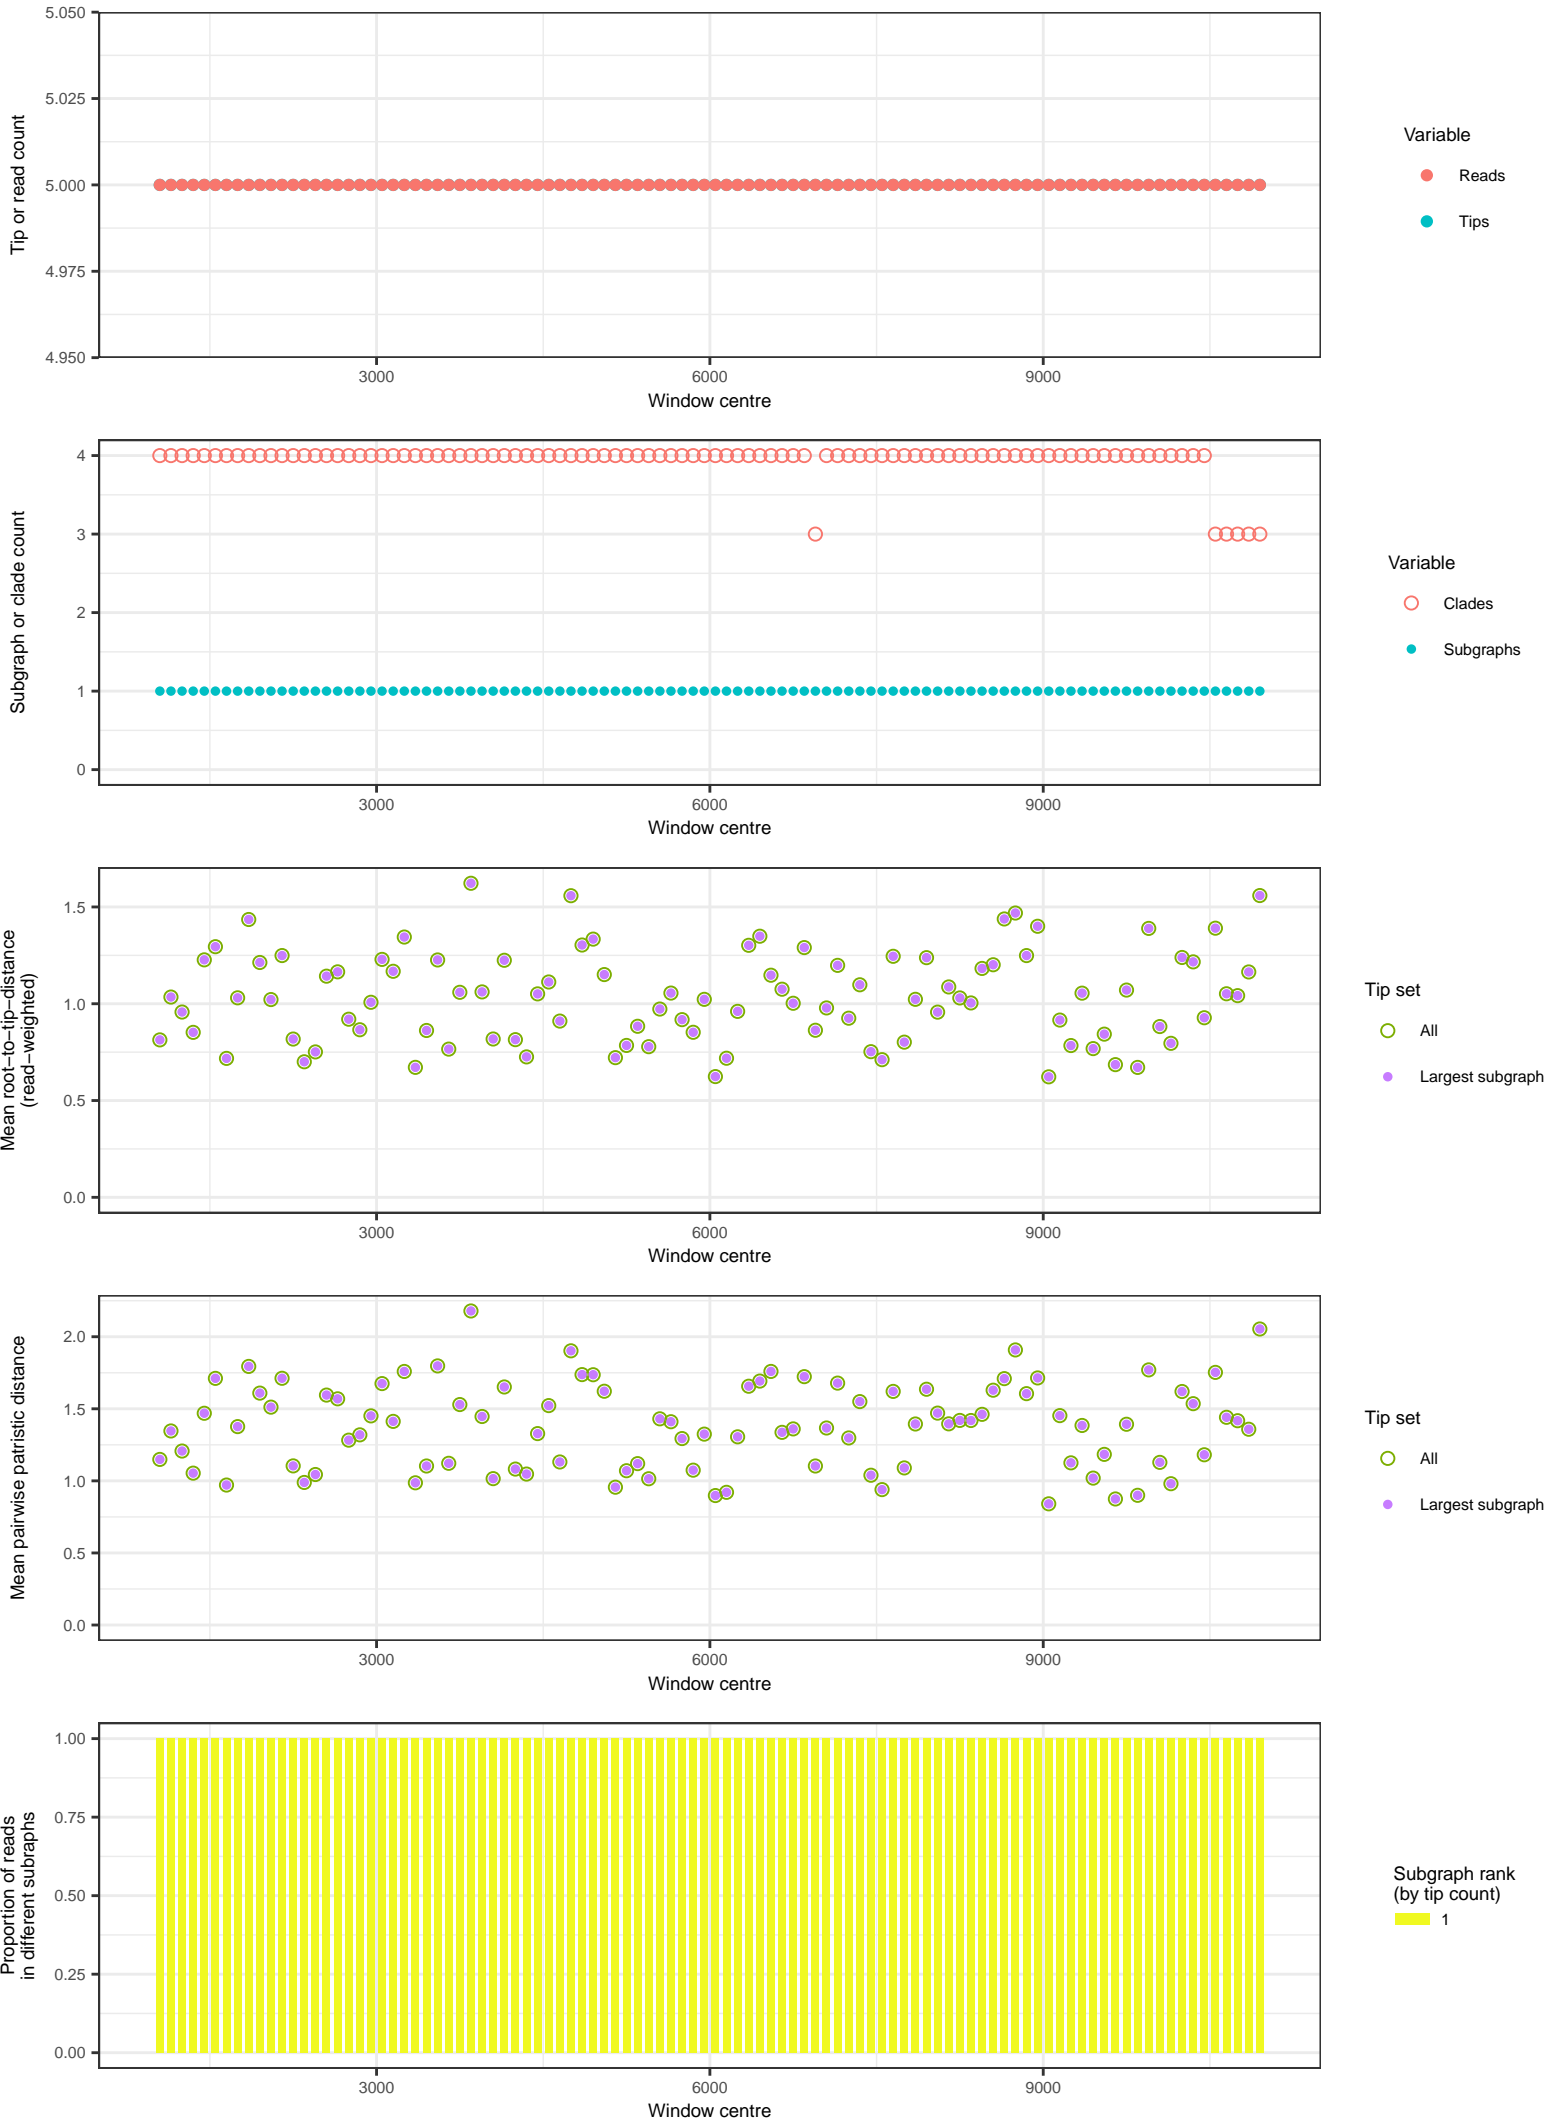 5.050
5.025
5.000
4.975
4.950
Tip or read count
3000
6000
9000
Window centre
Variable
Reads
Tips
4
3
2
1
0
Subgraph or clade count
3000
6000
9000
Window centre
Variable
Clades
Subgraphs
1.5
1.0
0.5
0.0
Mean root−to−tip−distance
(read−weighted)
3000
6000
9000
Window centre
Tip set
All
Largest subgraph
2.0
1.5
1.0
0.5
0.0
Mean pairwise patristic distance
3000
6000
9000
Window centre
Tip set
All
Largest subgraph
1.00
0.75
0.50
0.25
0.00
Proportion of reads
in different subraphs
3000
6000
9000
Window centre
Subgraph rank
(by tip count)
1